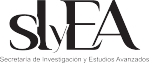 sIyEA
Secretaría de Investigación y Estudios Avanzados